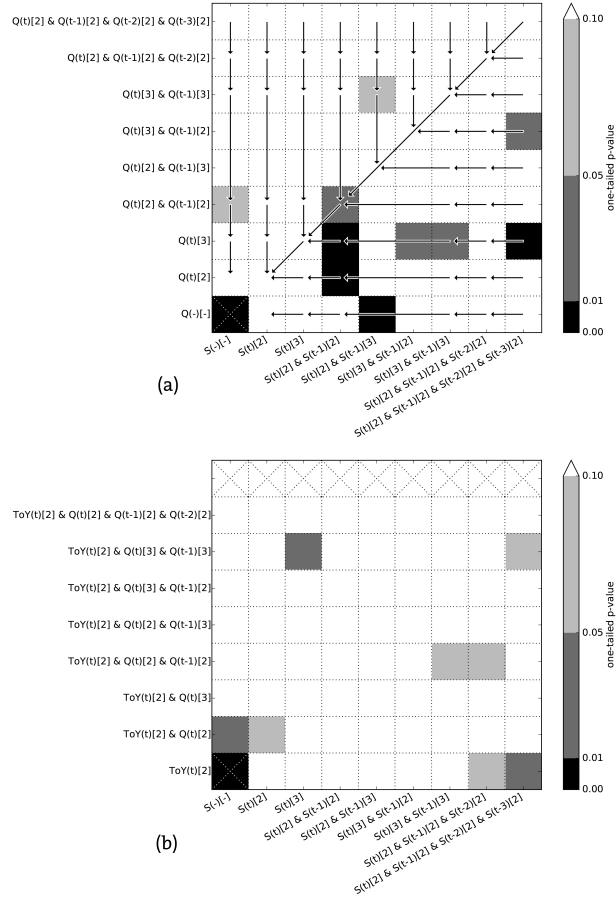 Q(t)[2] & Q(t-1)[2] & Q(t-2)[2] & Q(t-3)[2]
Q(t)[2] & Q(t-1)[2] & Q(t-2)[2]
Q(t)[3] & Q(t-1)[3]
Q(t)[3] & Q(t-1)[2]
Q(t)[2] & Q(t-1)[3]
Q(t)[2] & Q(t-1)[2]
Q(t)[3]
Q(t)[2]
Q(-)[-]
S(-)[-]
S(t)[2]
S(t)[3]
S(t)[2] & S(t-1)[2]
S(t)[2] & S(t-1)[3]
S(t)[3] & S(t-1)[2]
S(t)[3] & S(t-1)[3]
S(t)[2] & S(t-1)[2] & S(t-2)[2]
S(t)[2] & S(t-1)[2] & S(t-2)[2] & S(t-3)[2]
0.10
0.05
0.01
0.00
one-tailed p-value
(a)
ToY(t)[2] & Q(t)[2] & Q(t-1)[2] & Q(t-2)[2]
ToY(t)[2] & Q(t)[3] & Q(t-1)[3]
ToY(t)[2] & Q(t)[3] & Q(t-1)[2]
ToY(t)[2] & Q(t)[2] & Q(t-1)[3]
ToY(t)[2] & Q(t)[2] & Q(t-1)[2]
ToY(t)[2] & Q(t)[3]
ToY(t)[2] & Q(t)[2]
ToY(t)[2]
S(-)[-]
S(t)[2]
S(t)[3]
S(t)[2] & S(t-1)[2]
S(t)[2] & S(t-1)[3]
S(t)[3] & S(t-1)[2]
S(t)[3] & S(t-1)[3]
S(t)[2] & S(t-1)[2] & S(t-2)[2]
S(t)[2] & S(t-1)[2] & S(t-2)[2] & S(t-3)[2]
0.10
0.05
0.01
0.00
one-tailed p-value
(b)